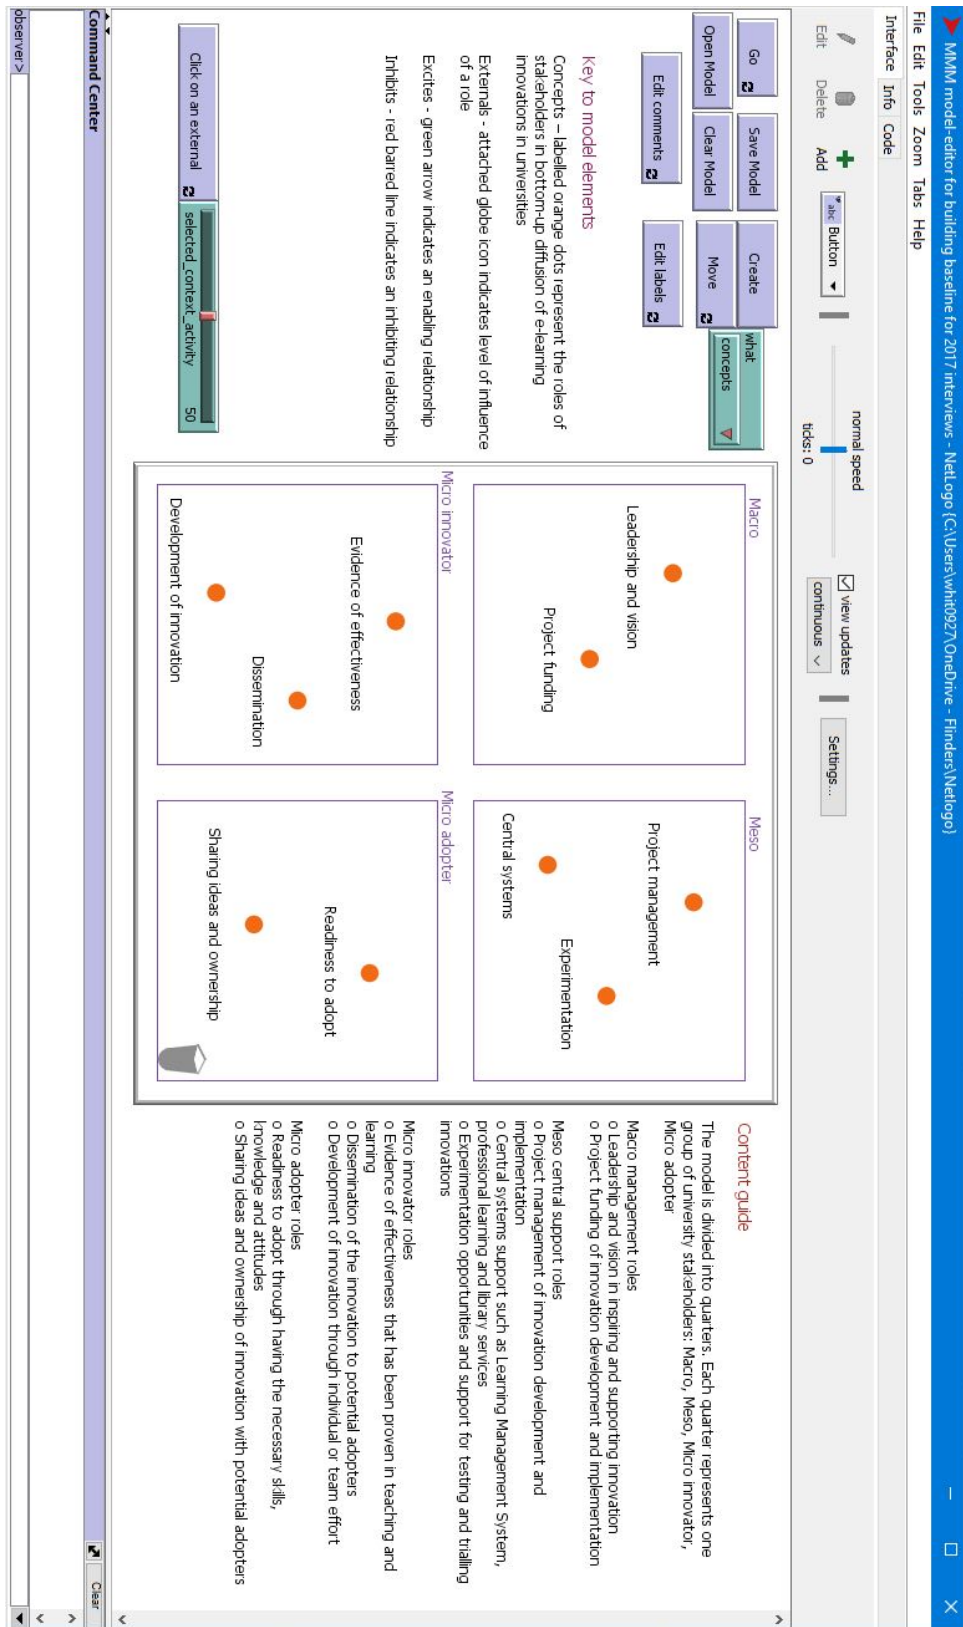 MMM model-editor for building baseline for 2017 interviews - NetLogo {C:\Users\whit0927\OneDrive - Flinders\Netlogo}
File Edit Tools Zoom Tabs Help
Interface Info Code
Edit Delete Add
abc Button
normal speed
ticks: 0
view updates
continuous
Settings...
Go
Save Model
Create
what
concepts
Open Model
Clear Model
Move
Edit comments
Edit labels
Key to model elements
Concepts – labelled orange dots represent the roles of
stakeholders in bottom-up diffusion of e-learning
innovations in universities
Externals - attached globe icon indicates level of influence
of a role
Excites - green arrow indicates an enabling relationship
Inhibits - red bared line indicates an inhibiting relationship
Click on an external
selected_context_activity 50
Macro
Leadership and vision
Project funding
Meso
Project management
Central systems
Experimentation
Micro innovator
Evidence of effectiveness
Dissemination
Development of innovation
Micro adopter
Readiness to adopt
Sharing ideas and ownership
Content guide
The model is divided into quarters. Each quarter represents one
group of university stakeholders: Macro, Meso, Micro innovator,
Micro adopter
Macro management roles
o Leadership and vision in inspiring and supporting innovation
o Project funding of innovation development and implementation
Meso central support roles
o Project management of innovation development and
implementation
o Central systems support such as Learning Management System,
professional learning and library services
o Experimentation opportunities and support for testing and trialling
innovations
Micro innovator roles
o Evidence of effectiveness that has been proven in teaching and
learning
o Dissemination of the innovation to potential adopters
o Development of innovation through individual or team effort
Micro adopter roles
o Readiness to adopt through having the necessary skills,
knowledge and attitudes
o Sharing ideas and ownership of innovation with potential adopters
Command Center
Clear
observer>